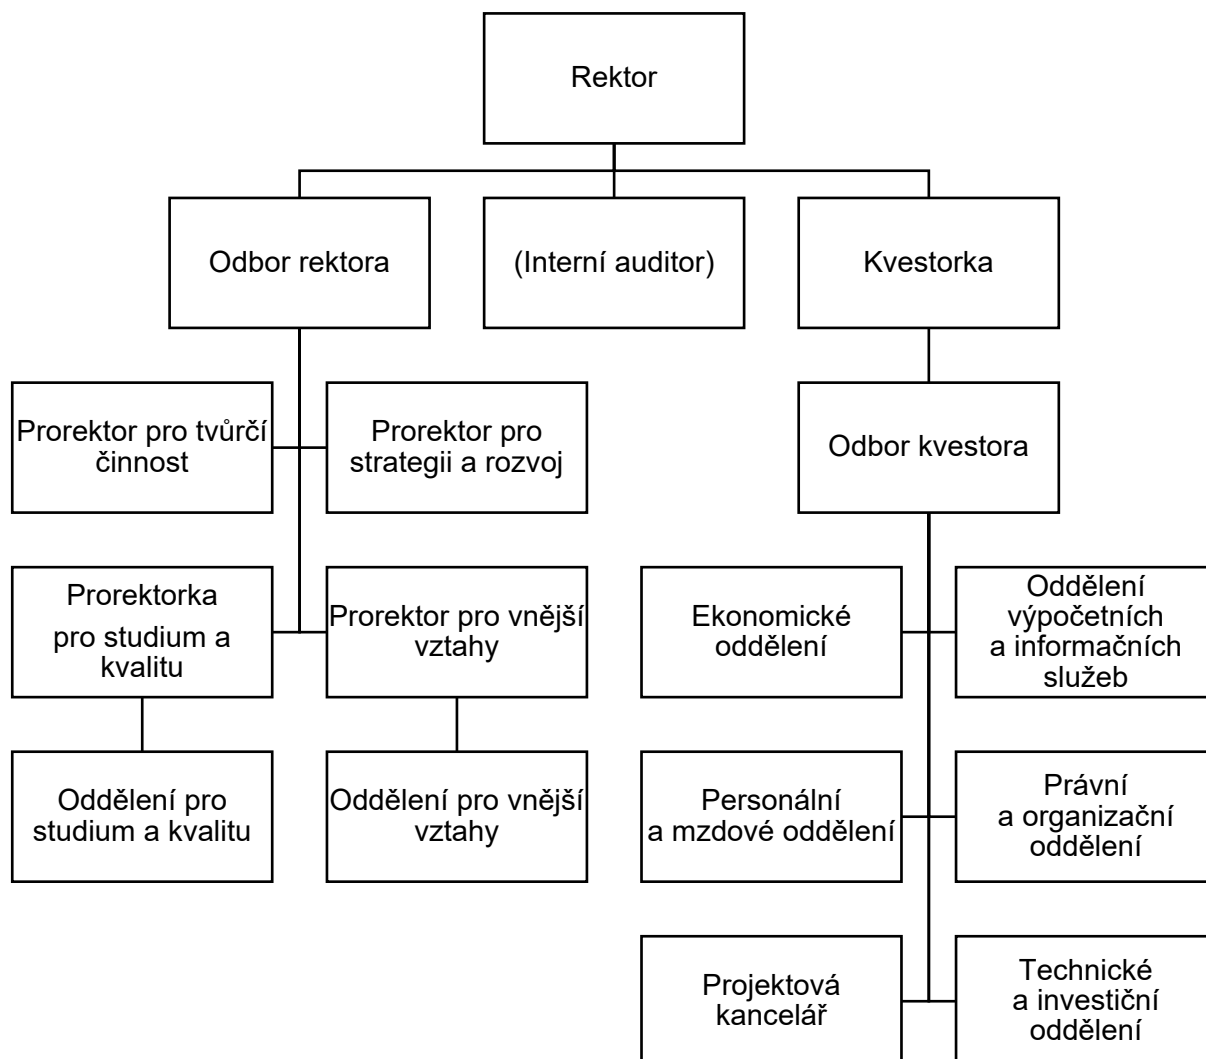 Rektor
Odbor rektora
(Interní auditor)
Kvestorka
Prorektor pro tvůrčí
činnost
Prorektor pro
strategii a rozvoj
Odbor kvestora
Prorektorka
pro studium a
kvalitu
Prorektor pro vnější
vztahy
Ekonomické
oddělení
Oddělení
výpočetních
a informačních
služeb
Oddělení pro
studium a kvalitu
Oddělení pro vnější
vztahy
Personální
a mzdové oddělení
Právní
a organizační
oddělení
Projektová
kancelář
Technické
a investiční
oddělení